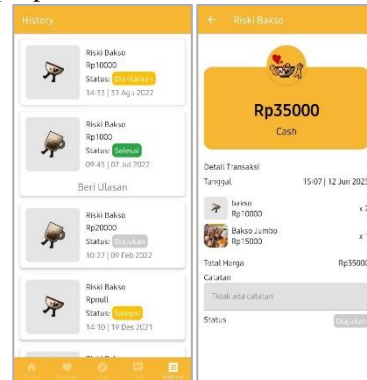 History
Riski Bakso
Rp10000
Status: Diantarkan
14:33 | 31 Agu 2022
Riski Bakso
Rp1000
Status: Selesai
09:45 | 07 Jul 2022
Beri Ulasan
Riski Bakso
Rp20000
Status: Diajukan
10:27 | 09 Feb 2022
Riski Bakso
Rpnull
Status: Sampai
14:10 | 19 Des 2021
History
← Riski Bakso
Rp35000
Cash
Detail Transaksi
Tanggal 15:07 | 12 Jun 2023
bakso
Rp10000 x 2
Bakso Jumbo
Rp15000 x 1
Total Harga Rp35000
Catatan
Tidak ada catatan
Status Diajukan